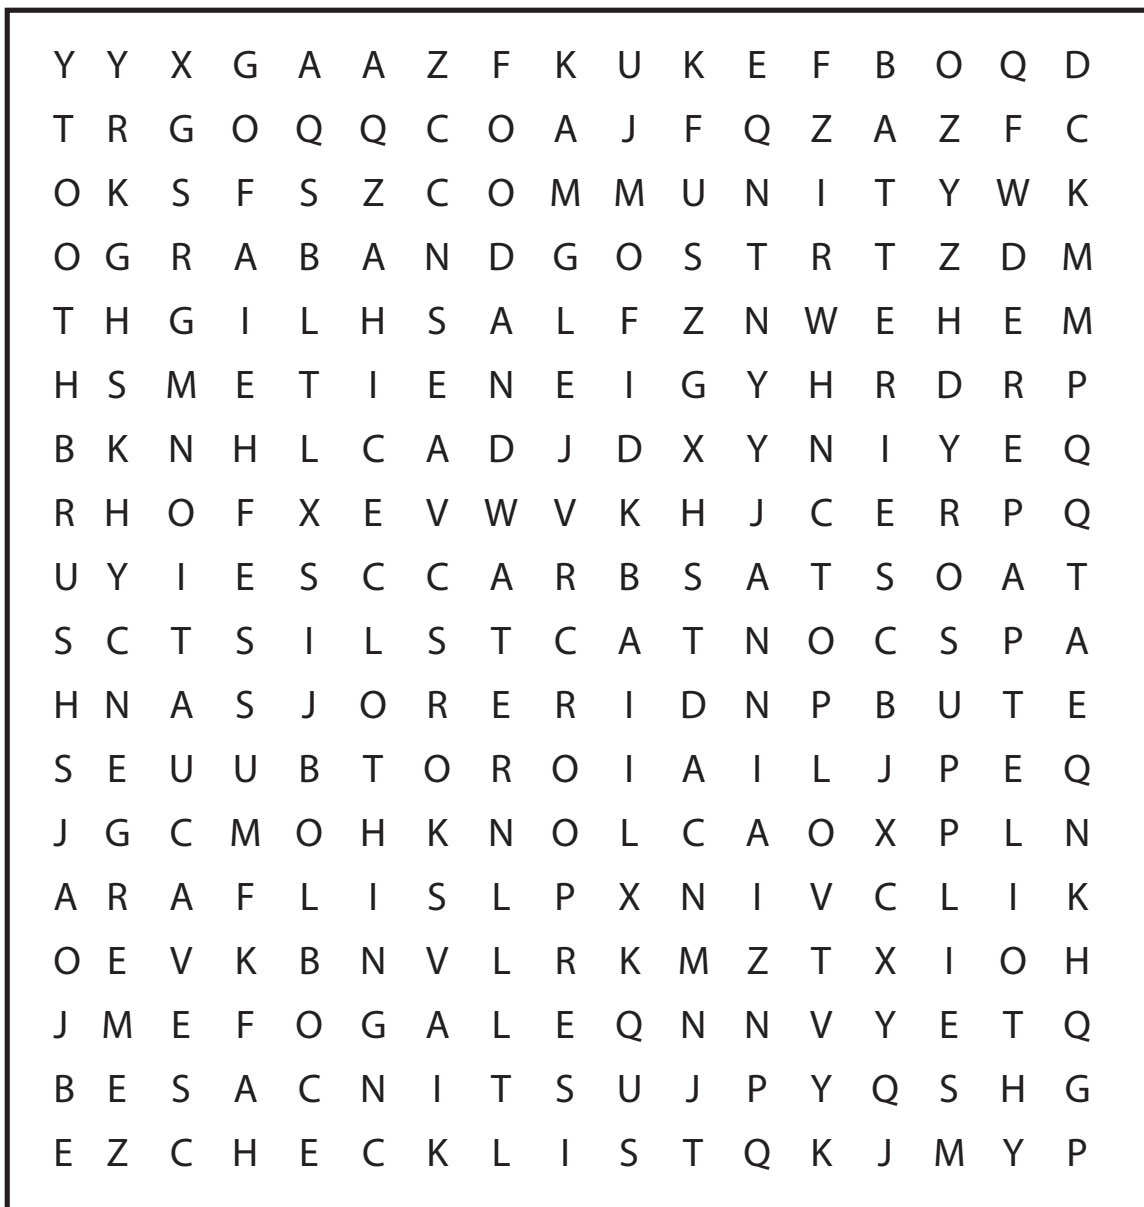 Y Y X G A A Z F K U K E F B O Q D
T R G O Q Q C O A J F Q Z A Z F C
O K S F S Z C O M M U N I T Y W K
O G R A B A N D G O S T R T Z D M
T H G I L H S A L F Z N W E H E M
H S M E T I E N E I G Y H R D R P
B K N H L C A D J D X Y N I Y E Q
R H O F X E V W V K H J C E R P Q
U Y I E S C C A R B S A T S O A T
S C T S I L S T C A T N O C S P A
H N A S J O R E R I D N P B U T E
S E U U B T O R O I A I L J P E Q
J G C M O H K N O L C A O X P L N
A R A F L I S L P X N I V C L I K
O E V K B N V L R K M Z T X I O H
J M E F O G A L E Q N N V Y E T Q
B E S A C N I T S U J P Y Q S H G
E Z C H E C K L I S T Q K J M Y P